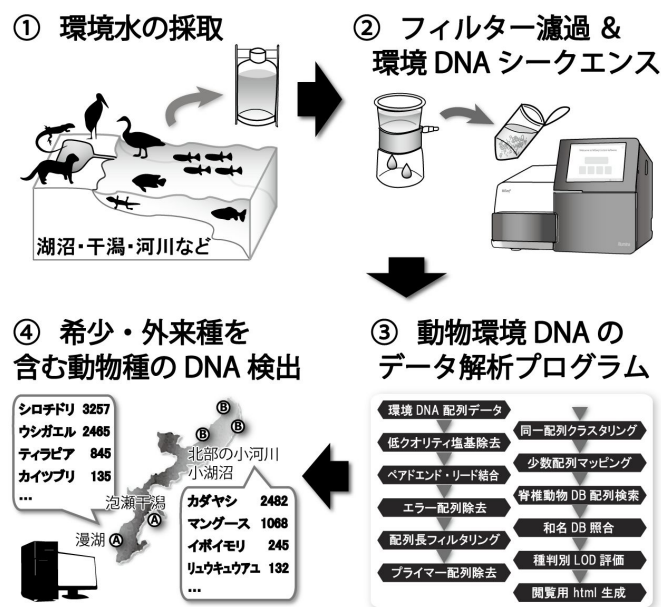 ① 環境水の採取
湖沼・干潟・河川など
② フィルター濾過 &
環境 DNA シークエンス
③ 動物環境 DNA の
データ解析プログラム
環境 DNA 配列データ
低クオリティ塩基除去
ペアドエンド・リード結合
エラー配列除去
配列長フィルタリング
プライマー配列除去
同一配列クラスタリング
少数配列マッピング
脊椎動物 DB 配列検索
和名 DB 照合
種判別 LOD 評価
閲覧用 html 生成
④ 希少・外来種を
含む動物種の DNA 検出
シロチドリ 3257
ウシガエル 2465
ティラピア 845
カイツブリ 135
...
Ⓑ
Ⓑ Ⓑ
北部の小河川
小湖沼
泡瀬干潟
Ⓐ
漫湖 Ⓐ
カダヤシ 2482
マングース 1068
イボイモリ 245
リュウキュウアユ 132
...